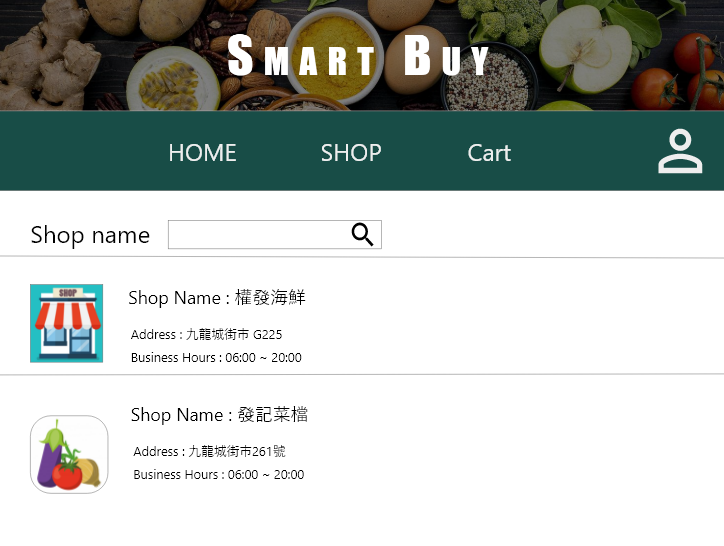 SMART BUY
HOME SHOP Cart
Shop name
SHOP
Shop Name : 權發海鮮
Address : 九龍城街市 G225
Business Hours : 06:00 ~ 20:00
Shop Name : 發記菜檔
Address : 九龍城街市261號
Business Hours : 06:00 ~ 20:00